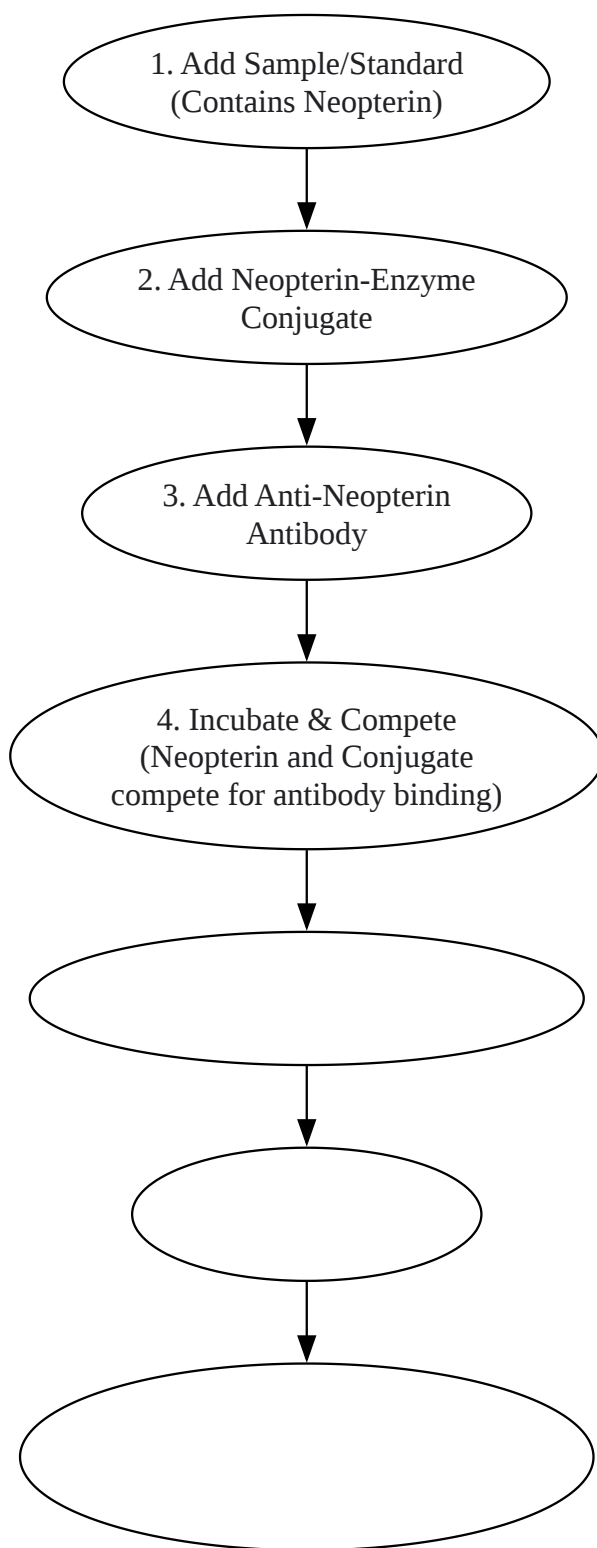 1. Add Sample/Standard
(Contains Neopterin)
2. Add Neopterin-Enzyme
Conjugate
3. Add Anti-Neopterin
Antibody
4. Incubate & Compete
(Neopterin and Conjugate
compete for antibody binding)